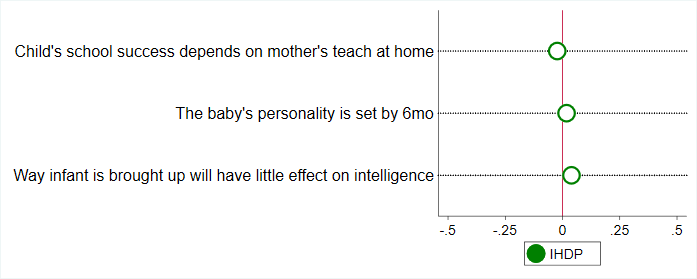 Child's school success depends on mother's teach at home
The baby's personality is set by 6mo
Way infant is brought up will have little effect on intelligence
-.5 -.25 0 .25 .5
IHDP